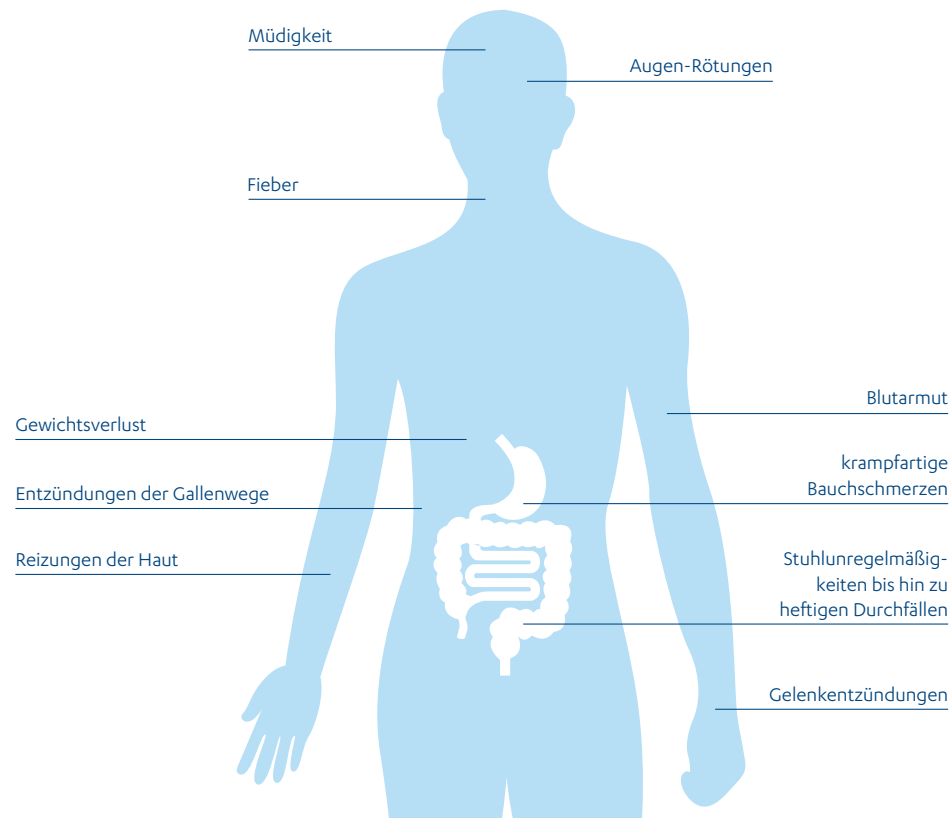 Müdigkeit
Augen-Rötungen
Fieber
Blutarmut
Gewichtsverlust
krampfartige
Bauchschmerzen
Entzündungen der Gallenwege
Reizungen der Haut
Stuhlunregelmäßig-
keiten bis hin zu
heftigen Durchfällen
Gelenkentzündungen